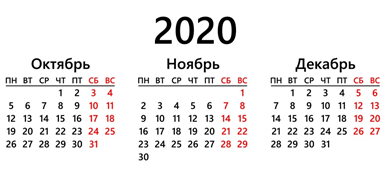 2020
Октябрь Ноябрь Декабрь
ПН ВТ СР ЧТ ПТ СБ ВС ПН ВТ СР ЧТ ПТ СБ ВС ПН ВТ СР ЧТ ПТ СБ ВС
1 2 3 4 1 1 2 3 4 5 6
5 6 7 8 9 10 11 2 3 4 5 6 7 8 7 8 9 10 11 12 13
12 13 14 15 16 17 18 9 10 11 12 13 14 15 14 15 16 17 18 19 20
19 20 21 22 23 24 25 16 17 18 19 20 21 22 21 22 23 24 25 26 27
26 27 28 29 30 31 23 24 25 26 27 28 29 28 29 30 31
30